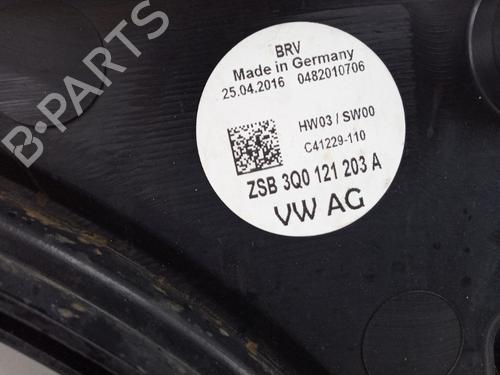 BRV
Made in Germany
25.04.2016 0482010706
HW03 / SW00
C41229-110
ZSB 3Q0 121 203 A
VW AG
B-PARTS